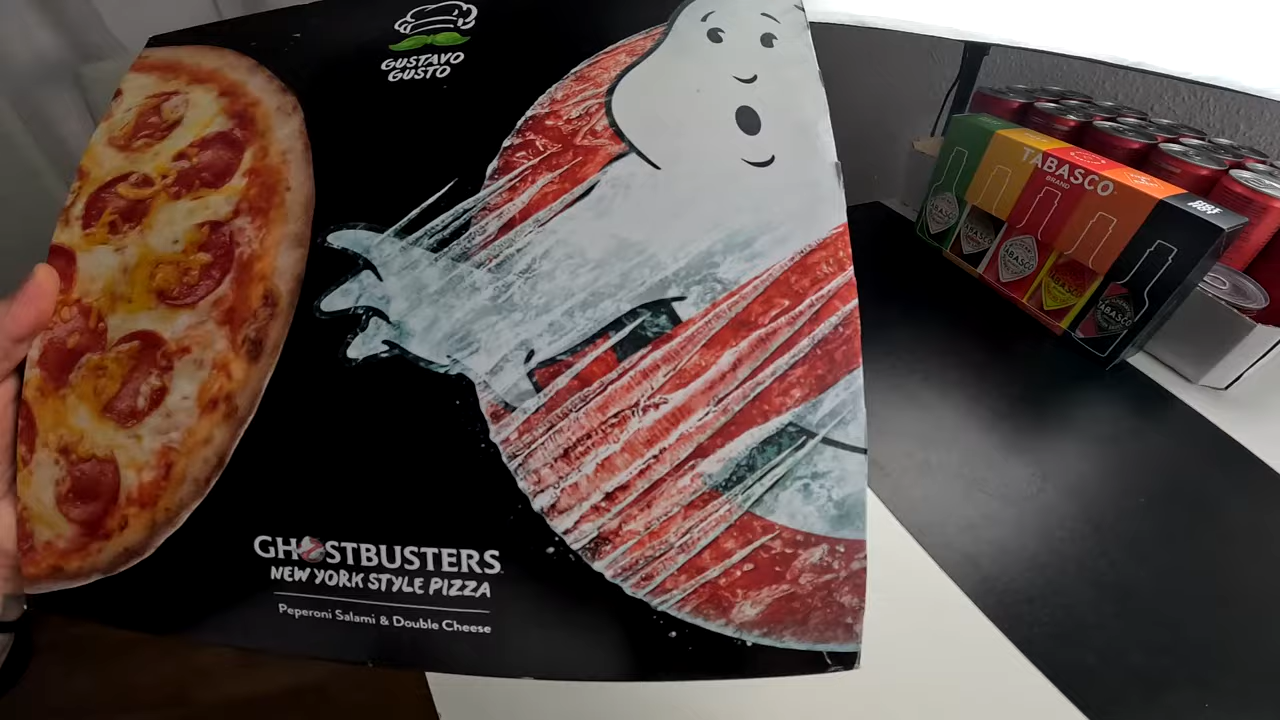 GUSTAVO
GUSTO
GHOSTBUSTERS
NEW YORK STYLE PIZZA
Peperoni Salami & Double Cheese
TABASCO
BRAND
TABASCO
TABASCO
TABASCO